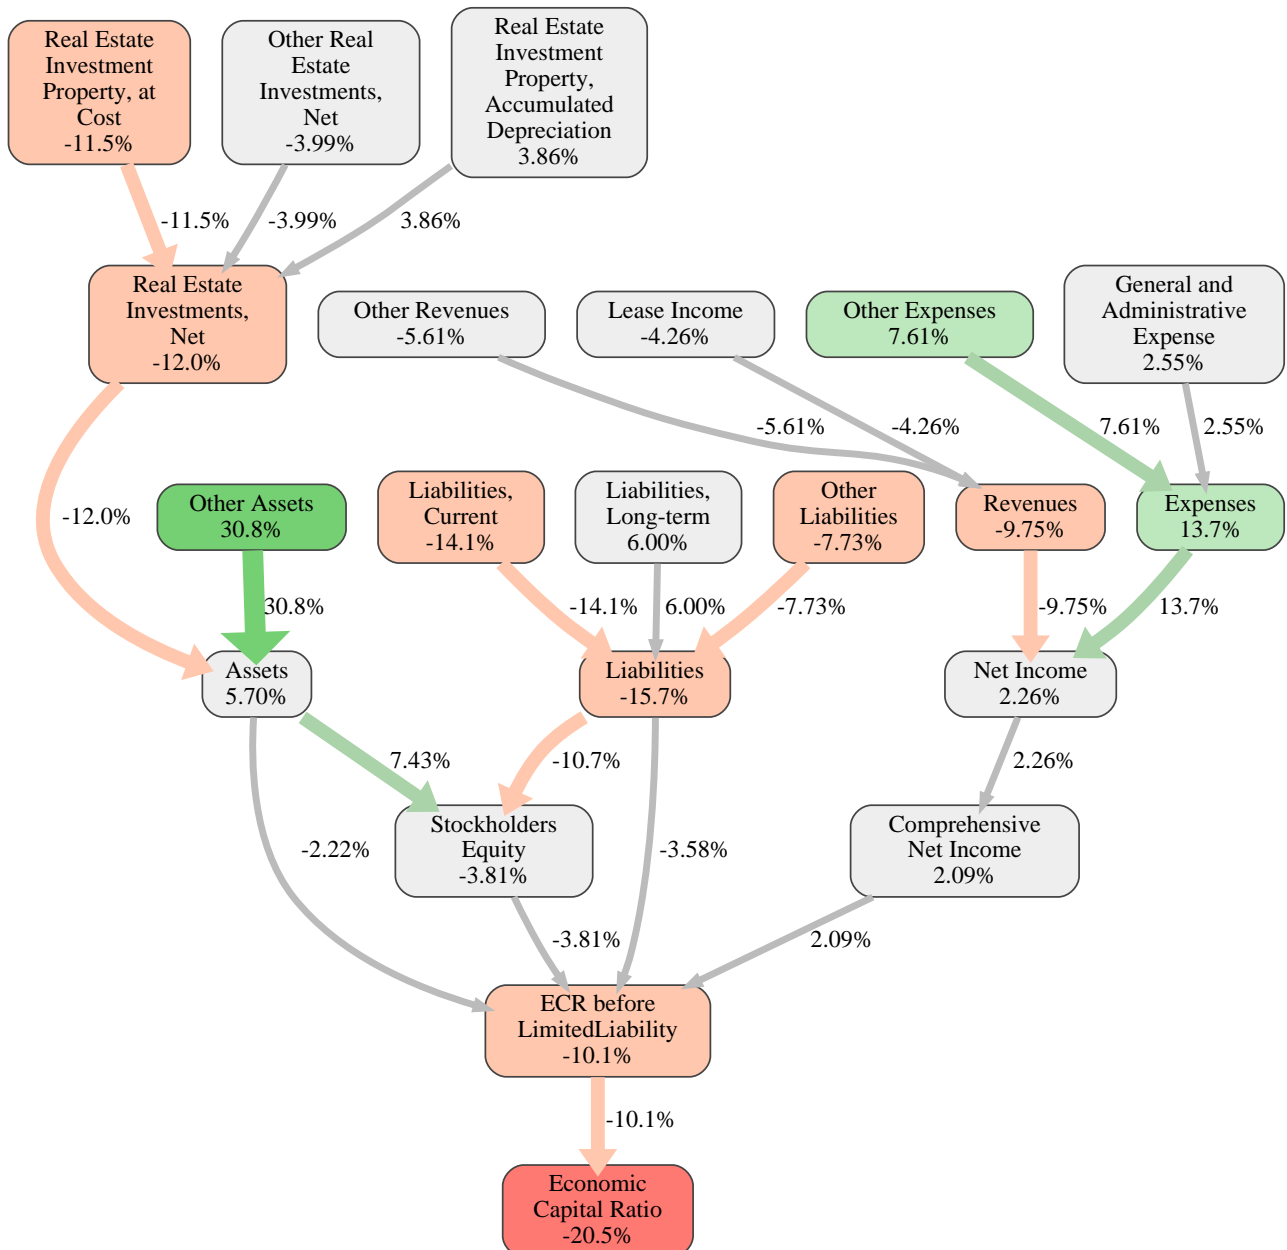 Real Estate
Investment
Property, at
Cost
-11.5%
Other Real
Estate
Investments,
Net
-3.99%
Real Estate
Investment
Property,
Accumulated
Depreciation
3.86%
-11.5%
-3.99%
3.86%
Real Estate
Investments,
Net
-12.0%
Other Revenues
-5.61%
Lease Income
-4.26%
Other Expenses
7.61%
General and
Administrative
Expense
2.55%
-5.61%
-4.26%
7.61%
2.55%
-12.0%
Other Assets
30.8%
Liabilities,
Current
-14.1%
Liabilities,
Long-term
6.00%
Other
Liabilities
-7.73%
Revenues
-9.75%
Expenses
13.7%
30.8%
-14.1%
6.00%
-7.73%
-9.75%
13.7%
Assets
5.70%
Liabilities
-15.7%
Net Income
2.26%
7.43%
-10.7%
2.26%
-2.22%
Stockholders
Equity
-3.81%
-3.58%
Comprehensive
Net Income
2.09%
-3.81%
2.09%
ECR before
LimitedLiability
-10.1%
-10.1%
Economic
Capital Ratio
-20.5%